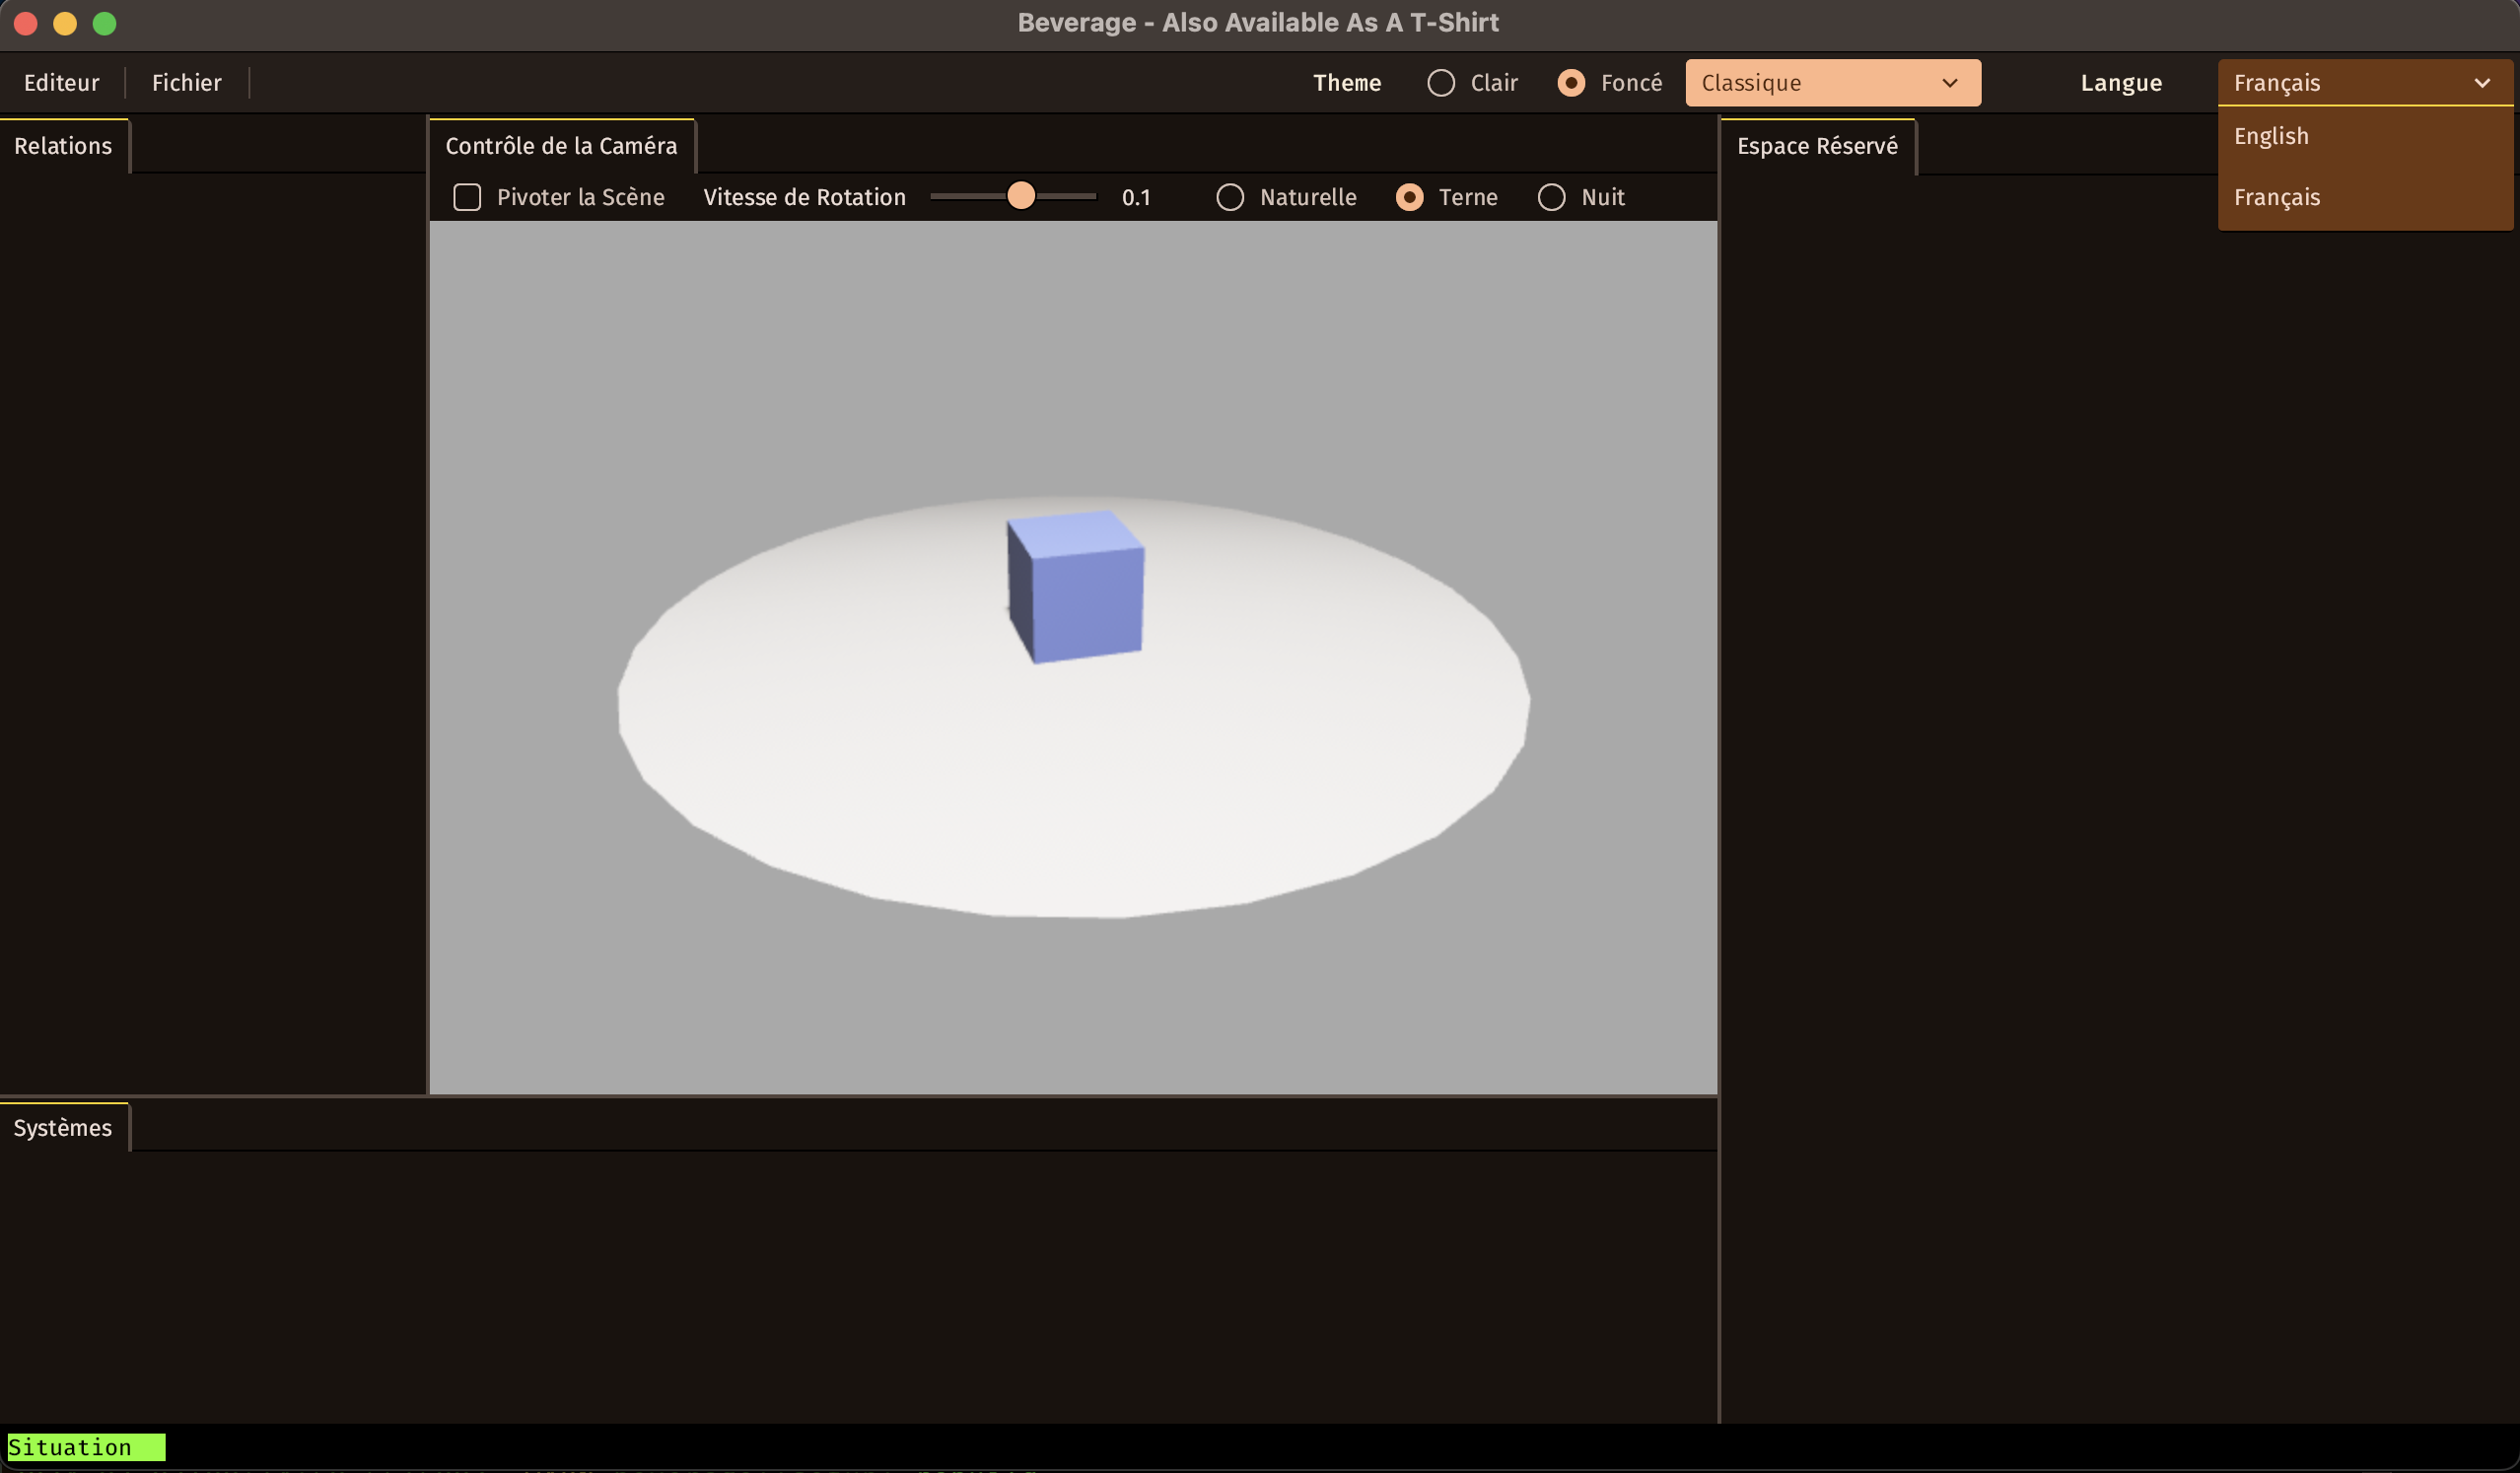 Beverage - Also Available As A T-Shirt
Editeur Fichier Theme Clair Foncé Classique Langue Français
English
Français
Relations Contrôle de la Caméra Espace Réservé
Pivoter la Scène Vitesse de Rotation 0.1 Naturelle Terne Nuit
Systèmes
Situation